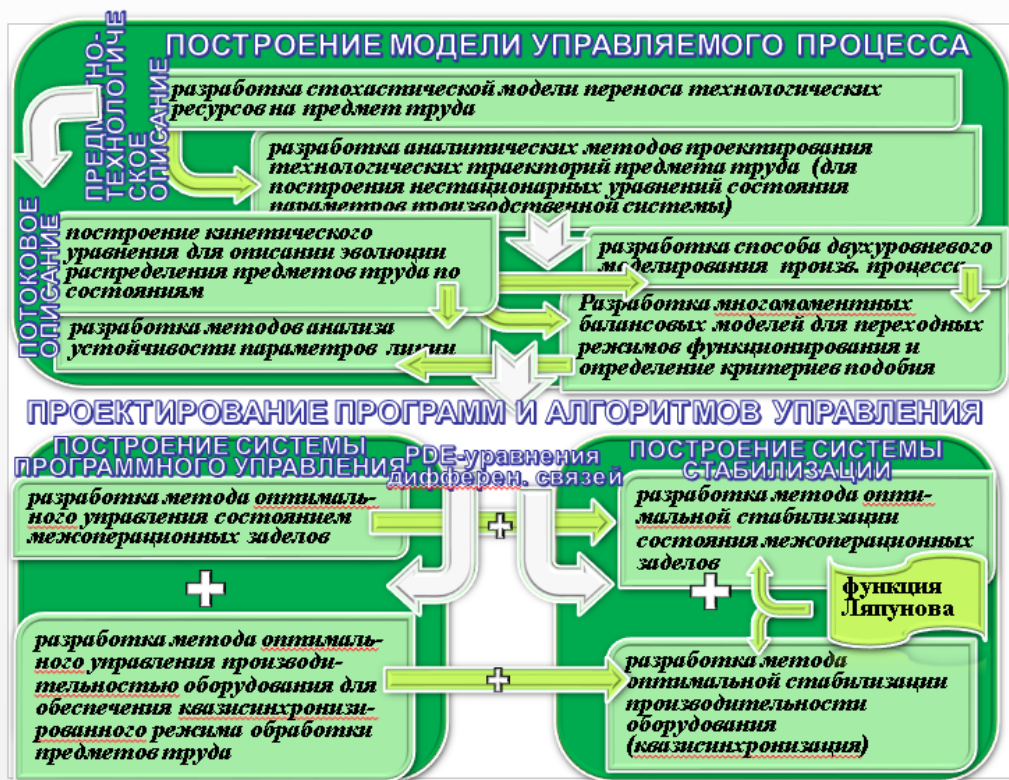 ПОСТРОЕНИЕ МОДЕЛИ УПРАВЛЯЕМОГО ПРОЦЕССА
ПРЕДМЕТНО-
ТЕХНОЛОГИЧЕ
СКОЕ
ОПИСАНИЕ
разработка стохастической модели переноса технологических
ресурсов на предмет труда
разработка аналитических методов проектирования
технологических траекторий предмета труда (для
построения нестационарных уравнений состояния
параметров производственной системы)
ПОТОКОВОЕ
ОПИСАНИЕ
построение кинетического
уравнения для описании эволюции
распределения предметов труда по
состояниям
разработка способа двухуровневого
моделирования произв. процесса
разработка методов анализа
устойчивости параметров линии
Разработка многомоментных
балансовых моделей для переходных
режимов функционирования и
определение критериев подобия
ПРОЕКТИРОВАНИЕ ПРОГРАММ И АЛГОРИТМОВ УПРАВЛЕНИЯ
ПОСТРОЕНИЕ СИСТЕМЫ
ПРОГРАММНОГО УПРАВЛЕНИЯ
PDE-уравнения
дифферен. связей
ПОСТРОЕНИЕ СИСТЕМЫ
СТАБИЛИЗАЦИИ
разработка метода оптималь-
ного управления состоянием
межоперационных заделов
разработка метода опти-
мальной стабилизации
состояния межоперационных
заделов
функция
Ляпунова
разработка метода оптималь-
ного управления производи-
тельностью оборудования для
обеспечения квазисинхронизи-
рованного режима обработки
предметов труда
разработка метода
оптимальной стабилизации
производительности
оборудования
(квазисинхронизация)